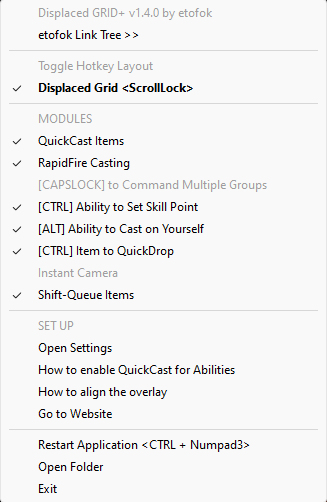 Displaced GRID+ v1.4.0 by etofok
etofok Link Tree >>
Toggle Hotkey Layout
Displaced Grid <ScrollLock>
MODULES
QuickCast Items
RapidFire Casting
[CAPSLOCK] to Command Multiple Groups
[CTRL] Ability to Set Skill Point
[ALT] Ability to Cast on Yourself
[CTRL] Item to QuickDrop
Instant Camera
Shift-Queue Items
SET UP
Open Settings
How to enable QuickCast for Abilities
How to align the overlay
Go to Website
Restart Application <CTRL + Numpad3>
Open Folder
Exit